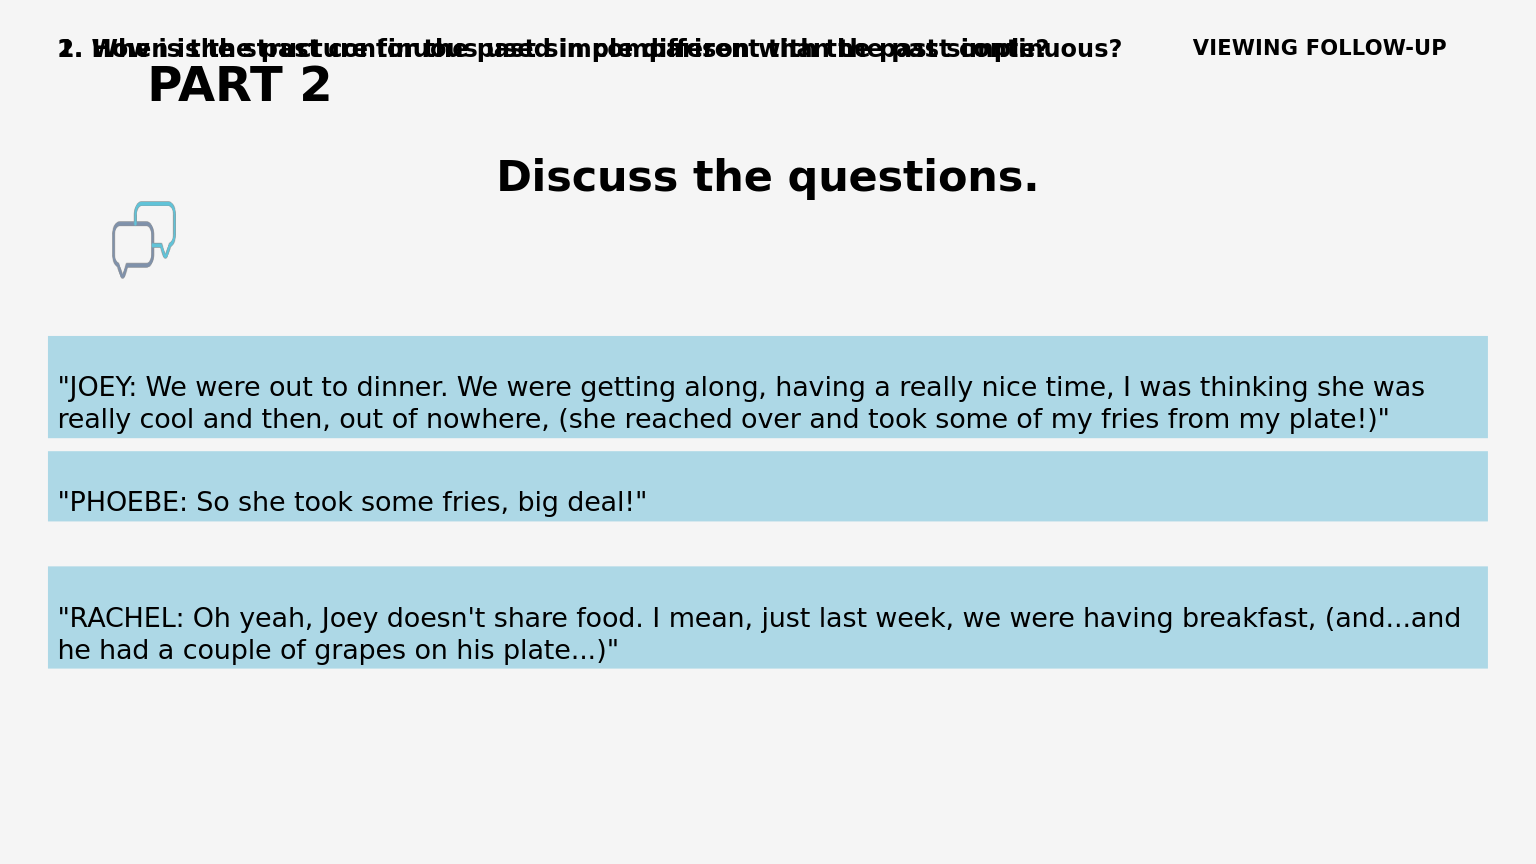 1. When is the past continuous used in comparison with the past simple?
2. How is the structure for the past simple different than the past continuous?
VIEWING FOLLOW-UP
PART 2
Discuss the questions.
"JOEY: We were out to dinner. We were getting along, having a really nice time, I was thinking she was
really cool and then, out of nowhere, (she reached over and took some of my fries from my plate!)"
"PHOEBE: So she took some fries, big deal!"
"RACHEL: Oh yeah, Joey doesn't share food. I mean, just last week, we were having breakfast, (and...and
he had a couple of grapes on his plate...)"